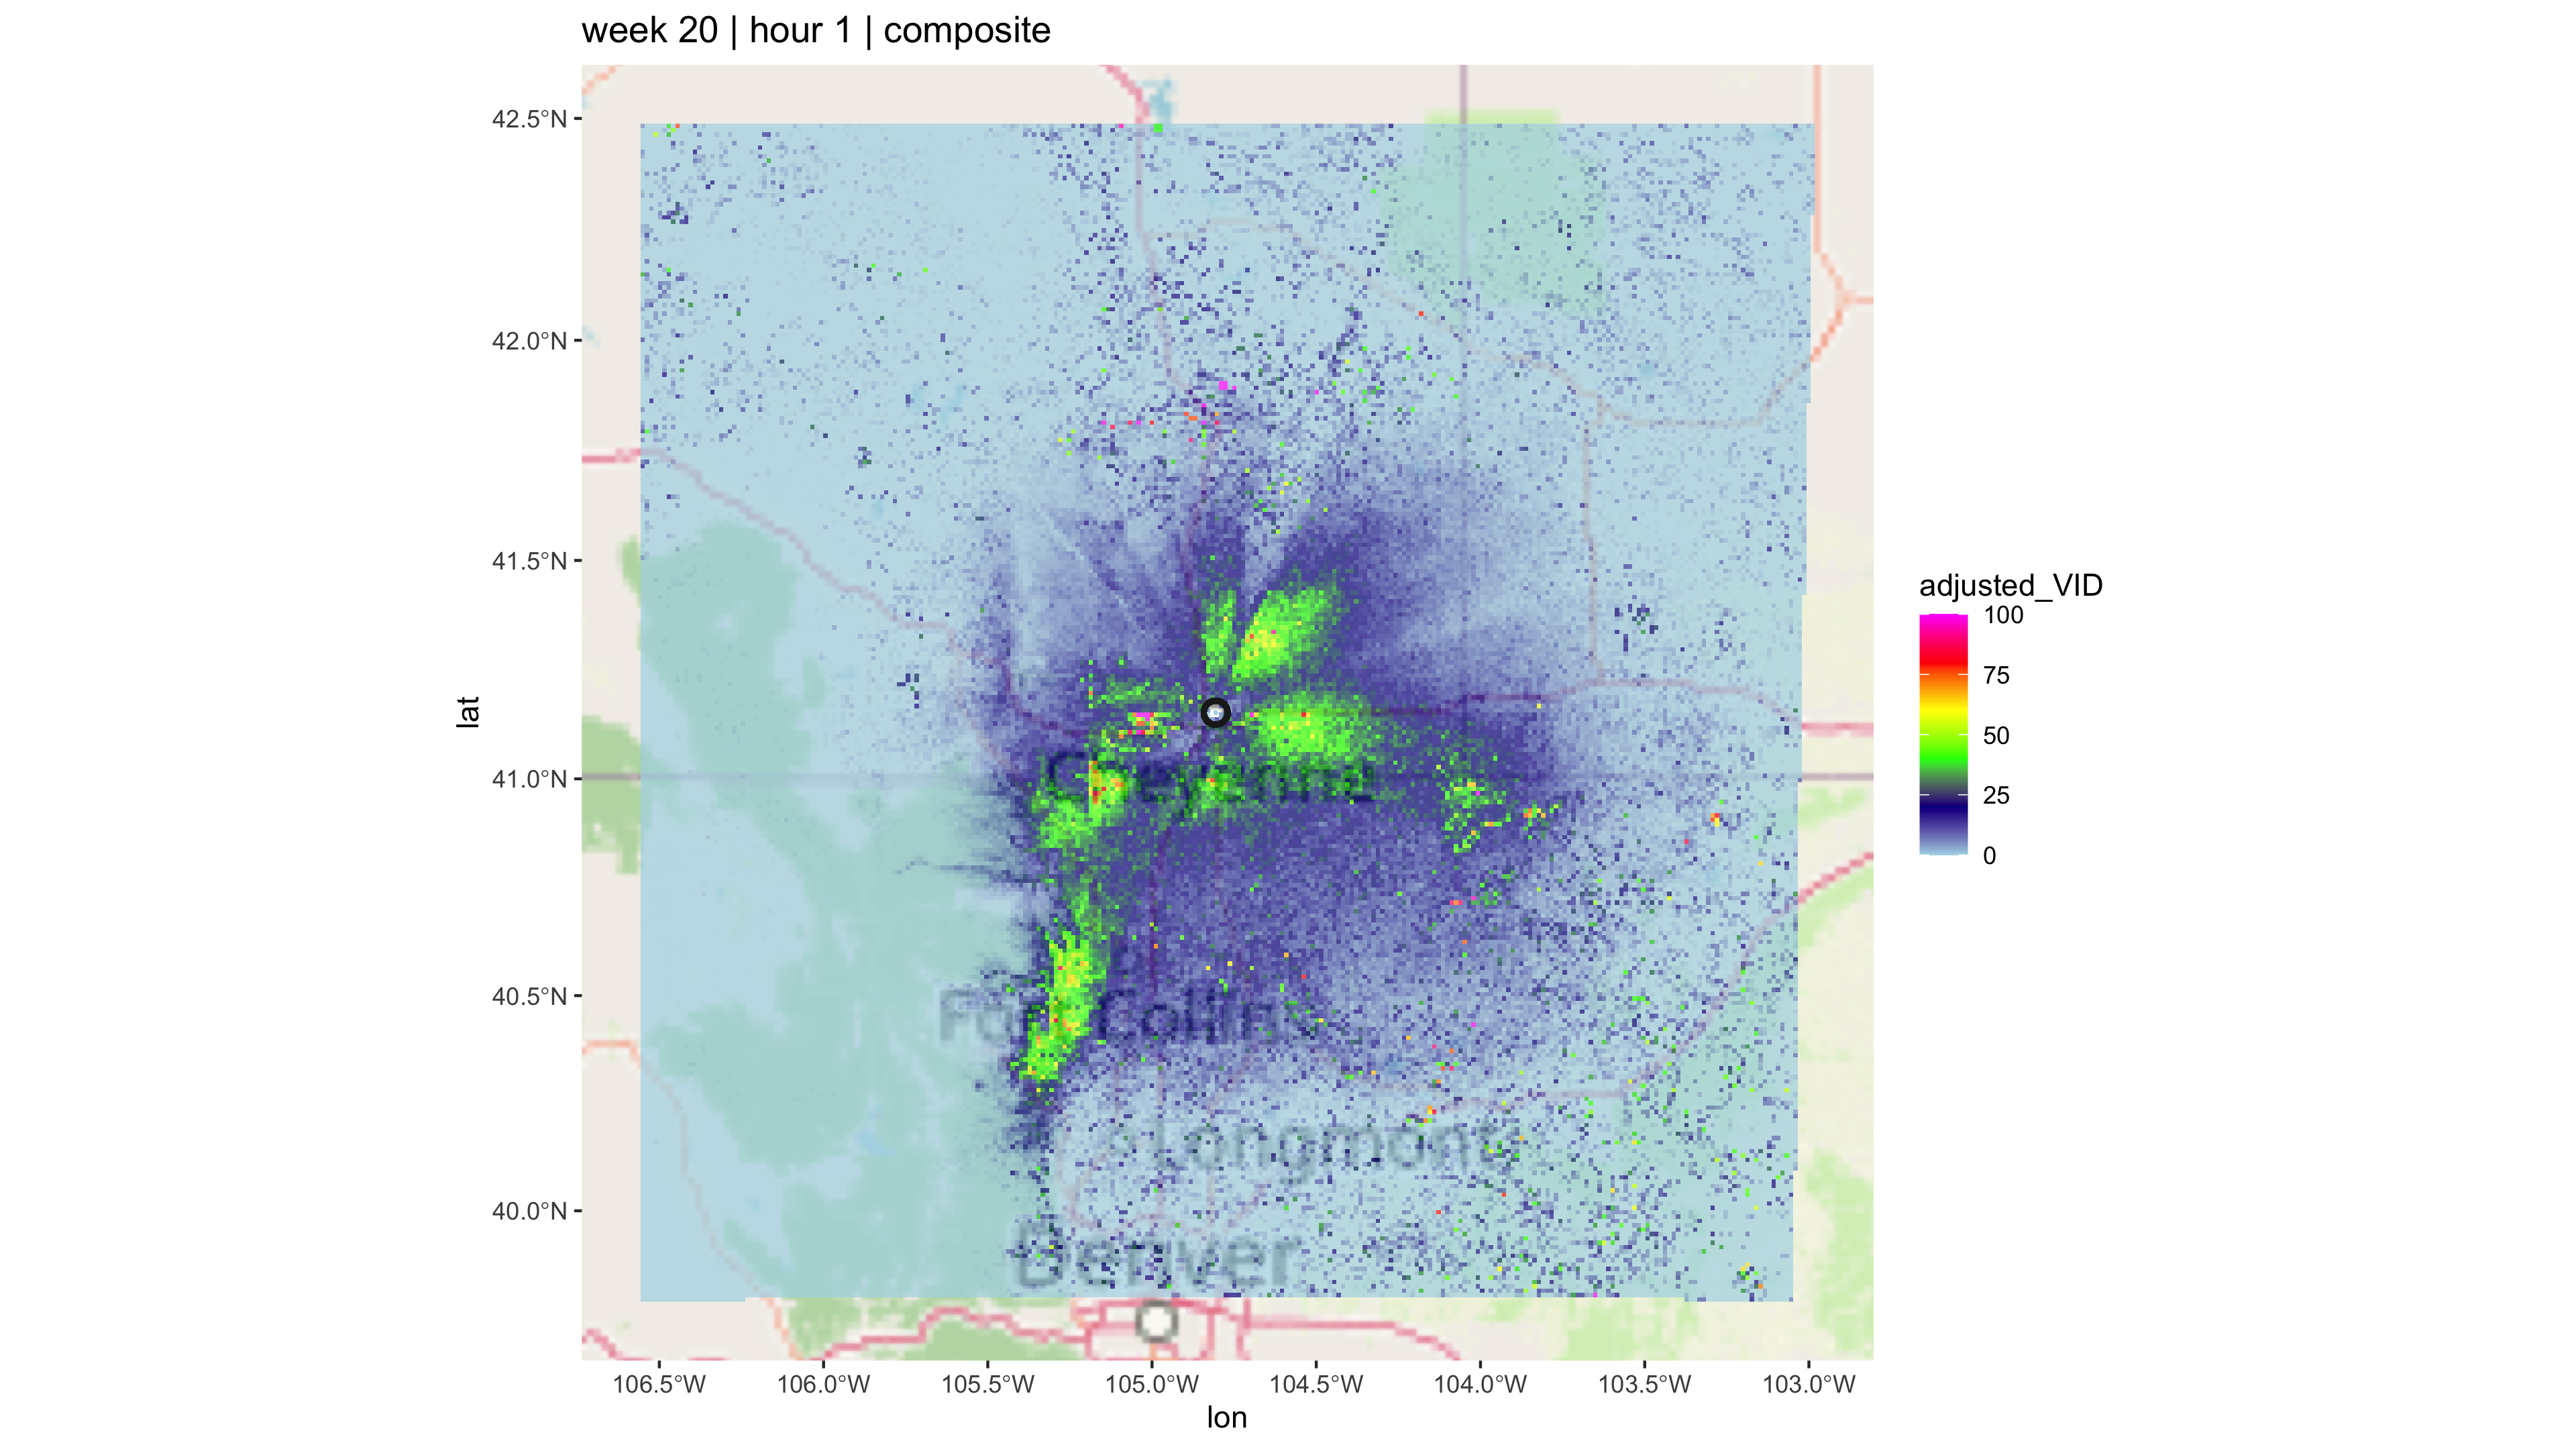 week 20 | hour 1 | composite
42.5°N
42.0°N
41.5°N
41.0°N
40.5°N
40.0°N
lat
Cheyenne
Fort Collins
Longmont
Denver
106.5°W 106.0°W 105.5°W 105.0°W 104.5°W 104.0°W 103.5°W 103.0°W
lon
adjusted_VID
100
75
50
25
0